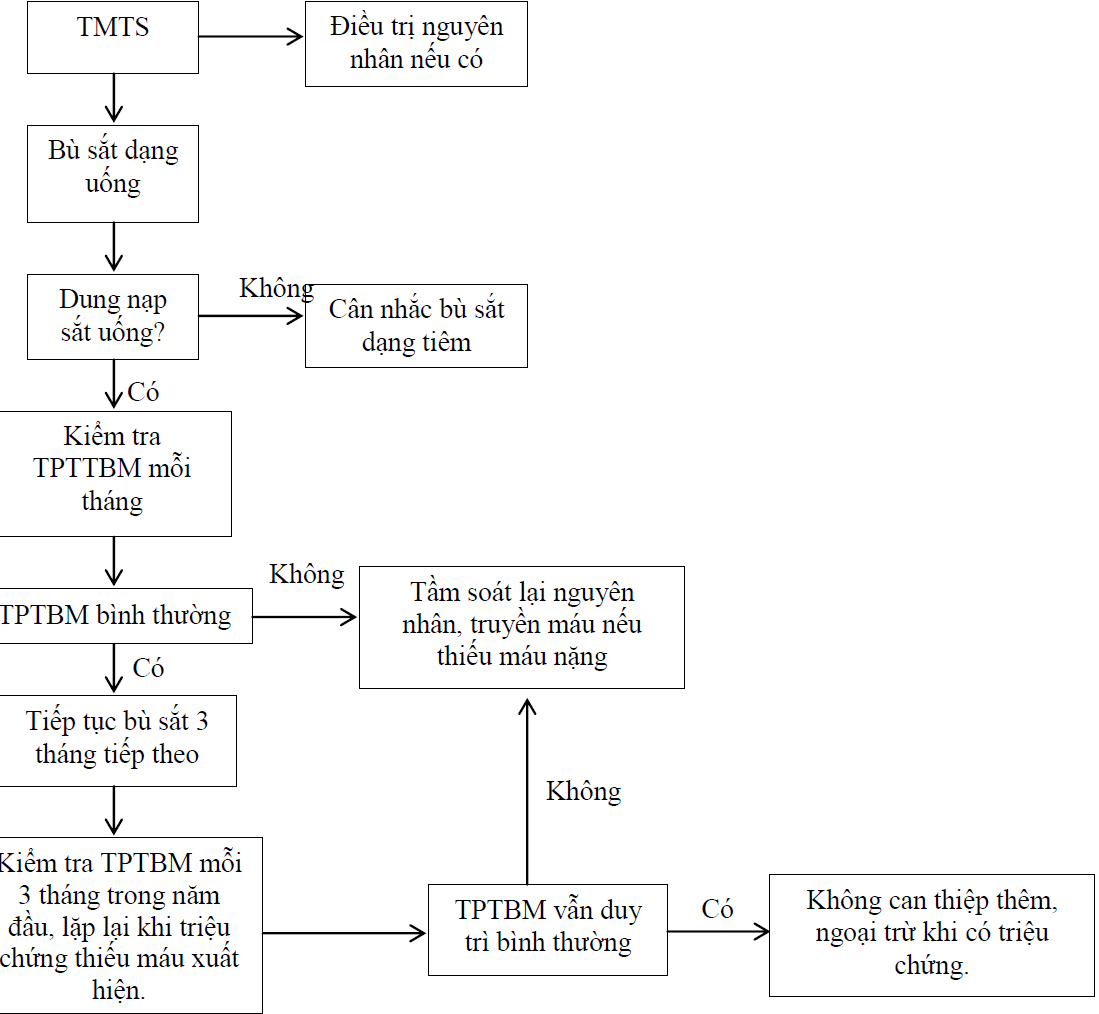 TMTS
Điều trị nguyên
nhân nếu có
Bù sắt dạng
uống
Dung nạp
sắt uống?
Không
Cân nhắc bù sắt
dạng tiêm
Có
Kiểm tra
TPTTBM mỗi
tháng
TPTBM bình thường
Không
Tầm soát lại nguyên
nhân, truyền máu nếu
thiếu máu nặng
Có
Tiếp tục bù sắt 3
tháng tiếp theo
Không
Kiểm tra TPTBM mỗi
3 tháng trong năm
đầu, lặp lại khi triệu
chứng thiếu máu xuất
hiện.
TPTBM vẫn duy
trì bình thường
Có
Không can thiệp thêm,
ngoại trừ khi có triệu
chứng.